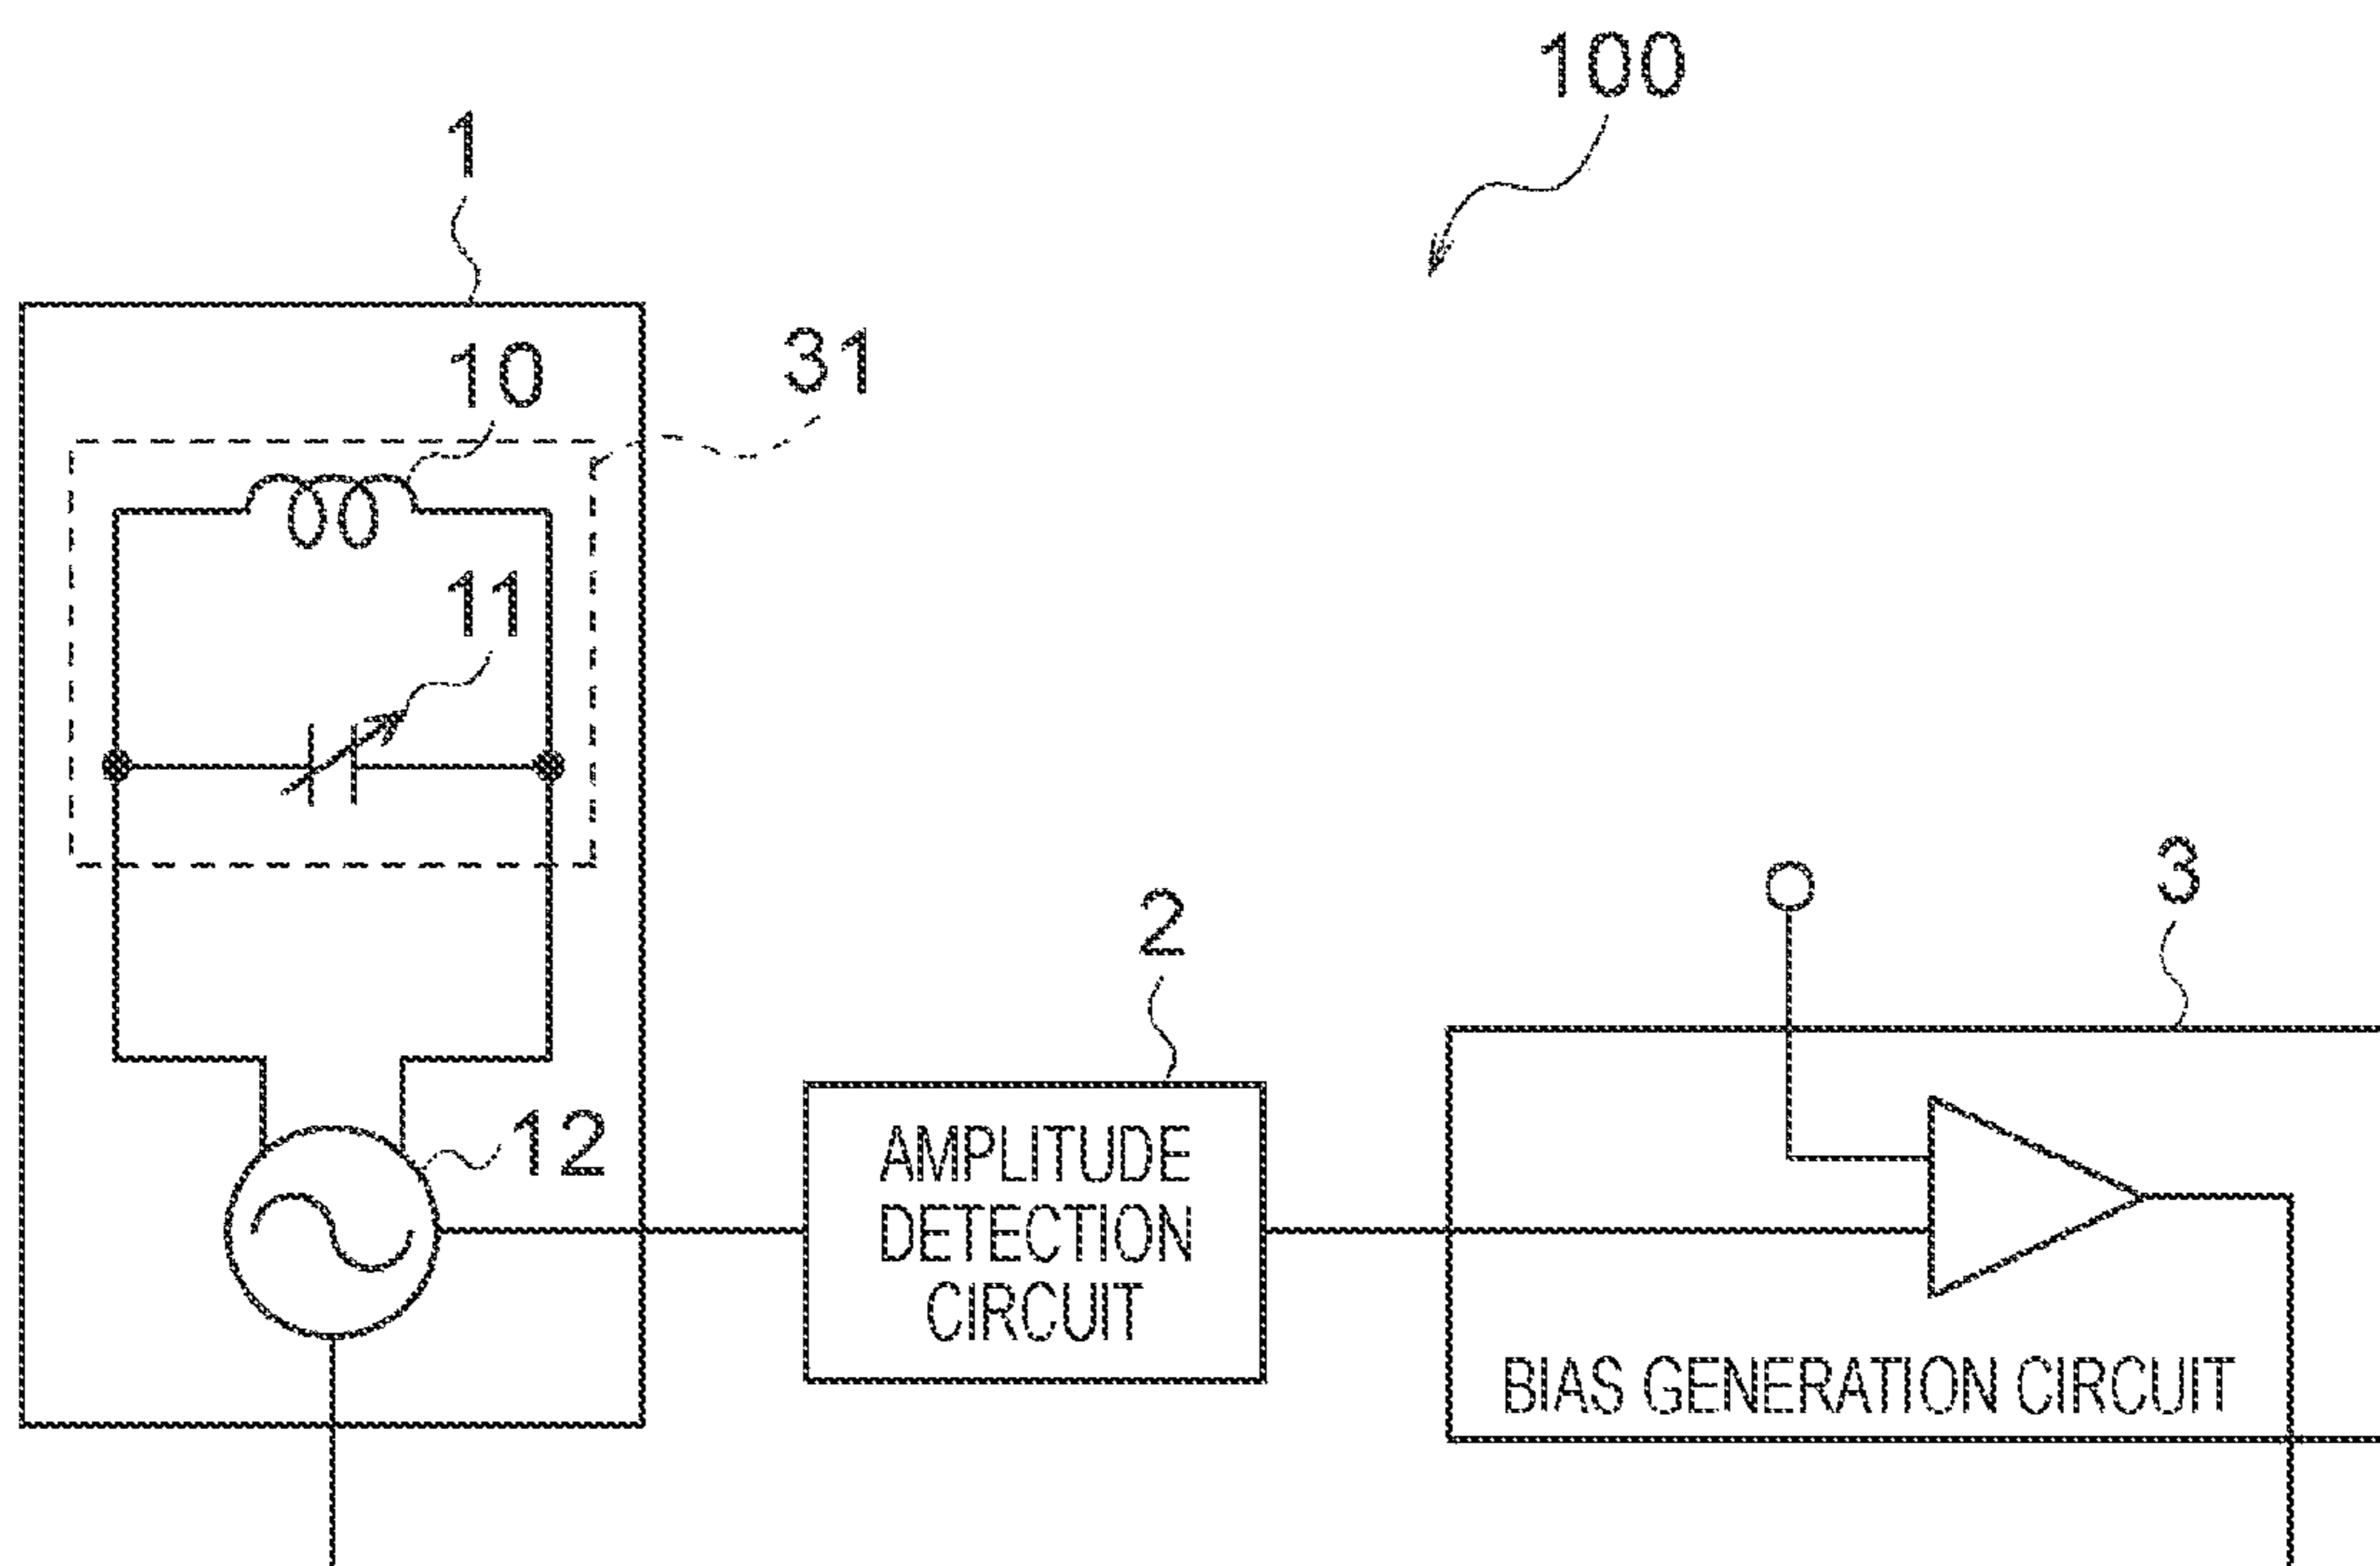 100
1
31
10
11
3
2
12
AMPLITUDE
DETECTION
CIRCUIT
BIAS GENERATION CIRCUIT